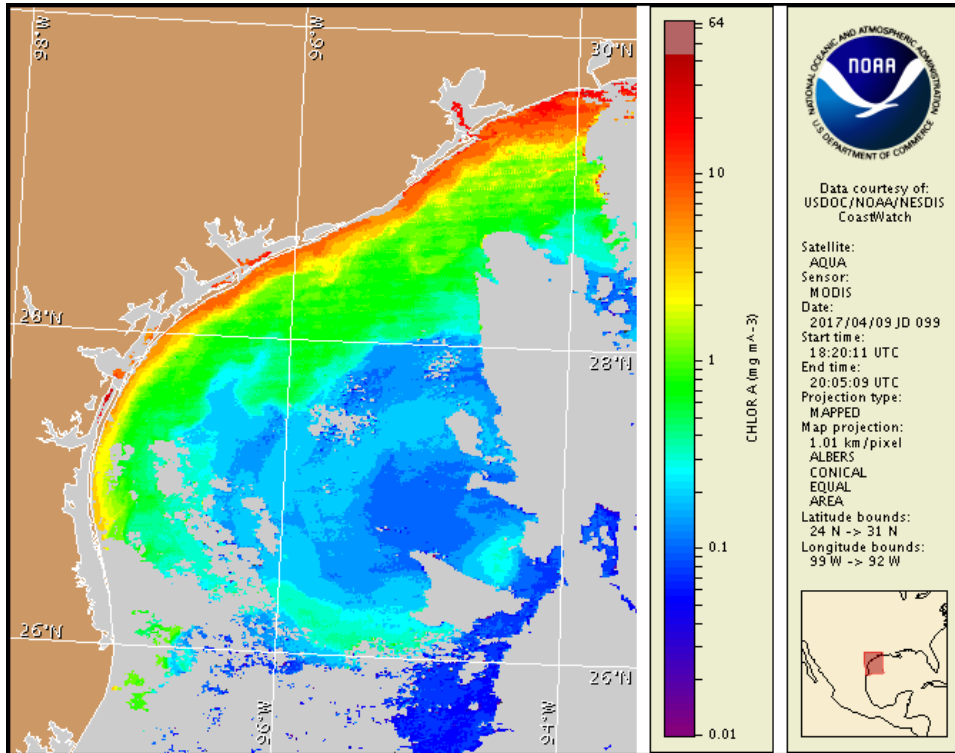 98°W
96°W
30°N
28°N
28°N
26°N
26°N
96°W
94°W
64
10
1
0.1
0.01
CHLOR A (mg m^-3)
NATIONAL OCEANIC AND ATMOSPHERIC ADMINISTRATION
NOAA
U.S. DEPARTMENT OF COMMERCE
Data courtesy of:
USDOC/NOAA/NESDIS
CoastWatch
Satellite:
AQUA
Sensor:
MODIS
Date:
2017/04/09 JD 099
Start time:
18:20:11 UTC
End time:
20:05:09 UTC
Projection type:
MAPPED
Map projection:
1.01 km/pixel
ALBERS
CONICAL
EQUAL
AREA
Latitude bounds:
24 N -> 31 N
Longitude bounds:
99 W -> 92 W